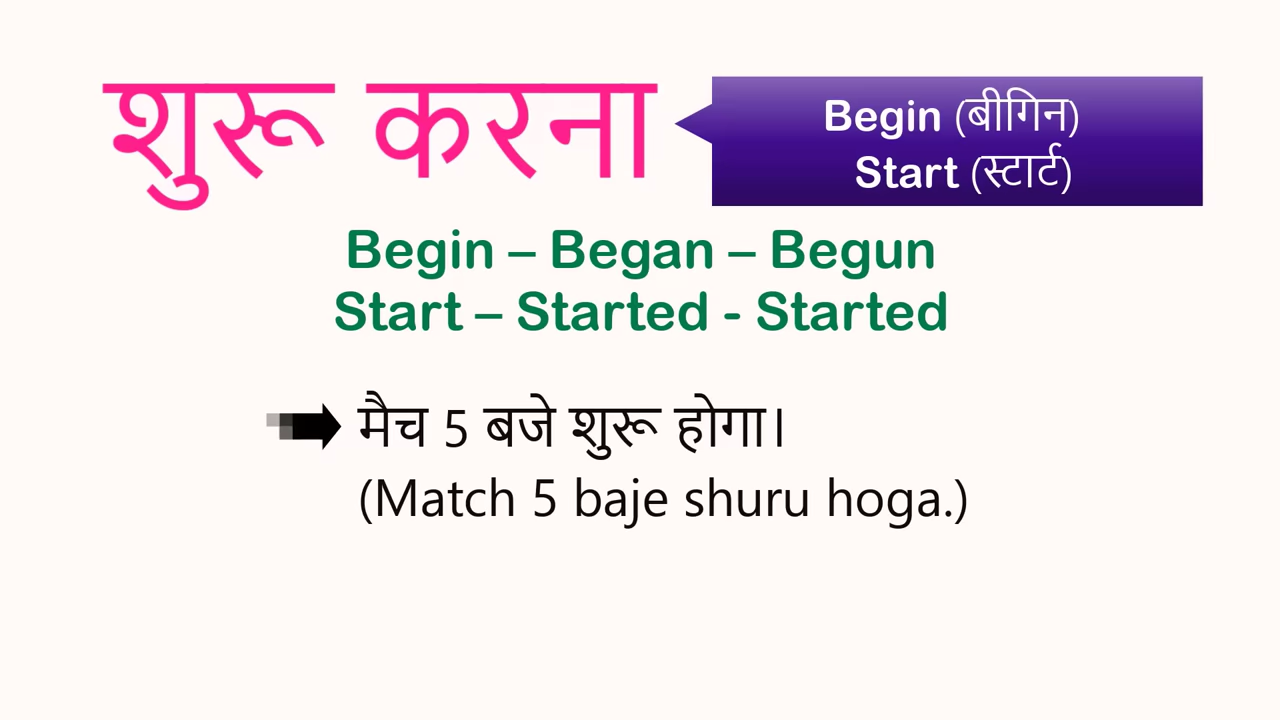 शुरू करना
Begin (बीगिन)
Start (स्टार्ट)
Begin – Began – Begun
Start – Started - Started
मैच 5 बजे शुरू होगा।
(Match 5 baje shuru hoga.)